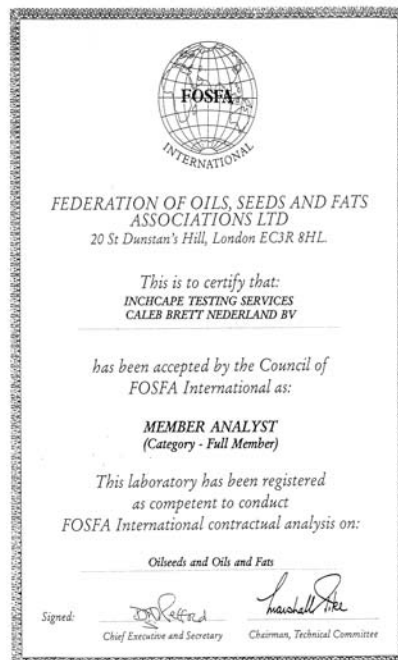 FOSFA
INTERNATIONAL
FEDERATION OF OILS, SEEDS AND FATS
ASSOCIATIONS LTD
20 St Dunstan's Hill, London EC3R 8HL.
This is to certify that:
INCHCAPE TESTING SERVICES
CALEB BRETT NEDERLAND BV
has been accepted by the Council of
FOSFA International as:
MEMBER ANALYST
(Category - Full Member)
This laboratory has been registered
as competent to conduct
FOSFA International contractual analysis on:
Oilseeds and Oils and Fats
Signed:
Marshall Pike
Chief Executive and Secretary
Chairman, Technical Committee